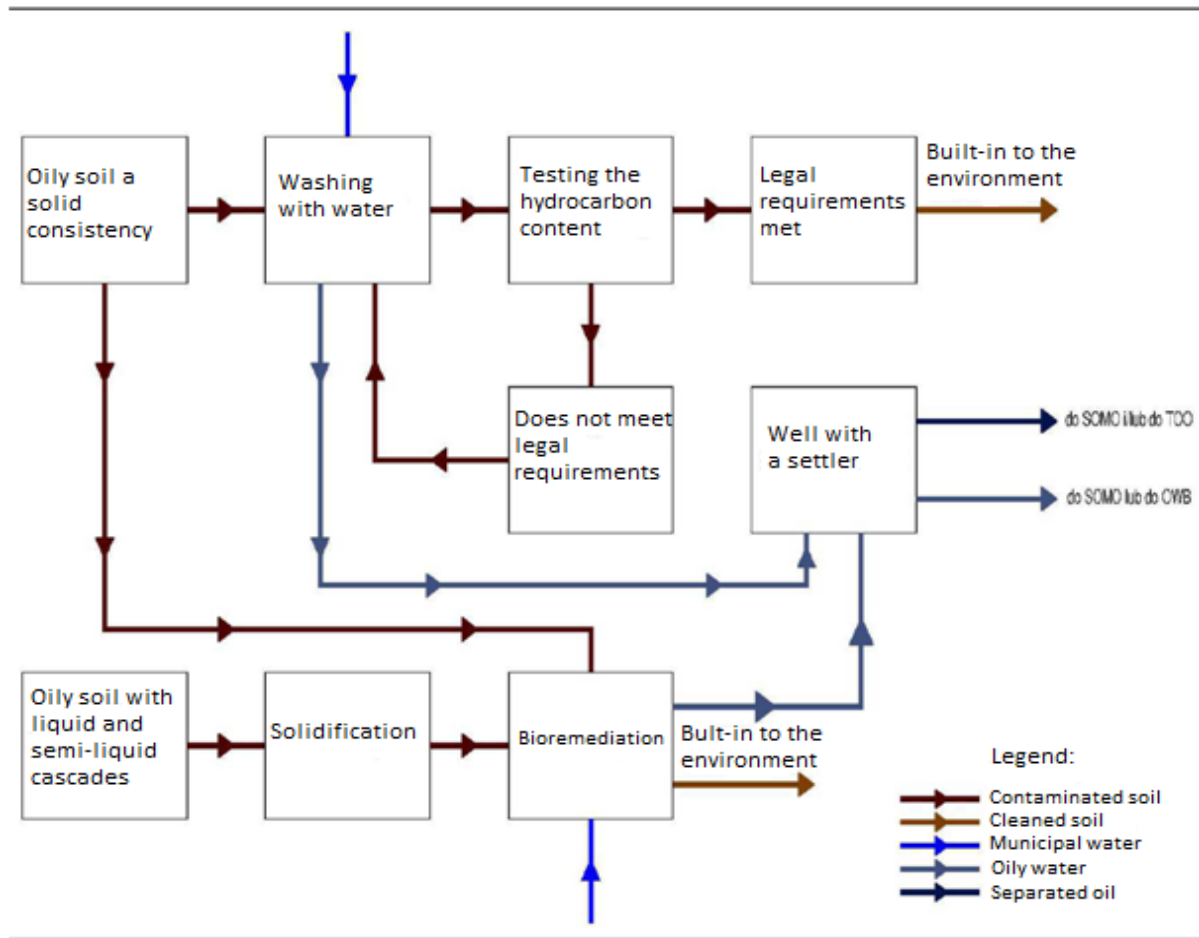 Oily soil a
solid
consistency
Washing
with water
Testing the
hydrocarbon
content
Legal
requirements
met
Built-in to the
environment
Does not meet
legal
requirements
Well with
a settler
do SOMO i lub do TOO
do SOMO lub do OWB
Oily soil with
liquid and
semi-liquid
cascades
Solidification
Bioremediation
Bult-in to the
environment
Legend:
Contaminated soil
Cleaned soil
Municipal water
Oily water
Separated oil